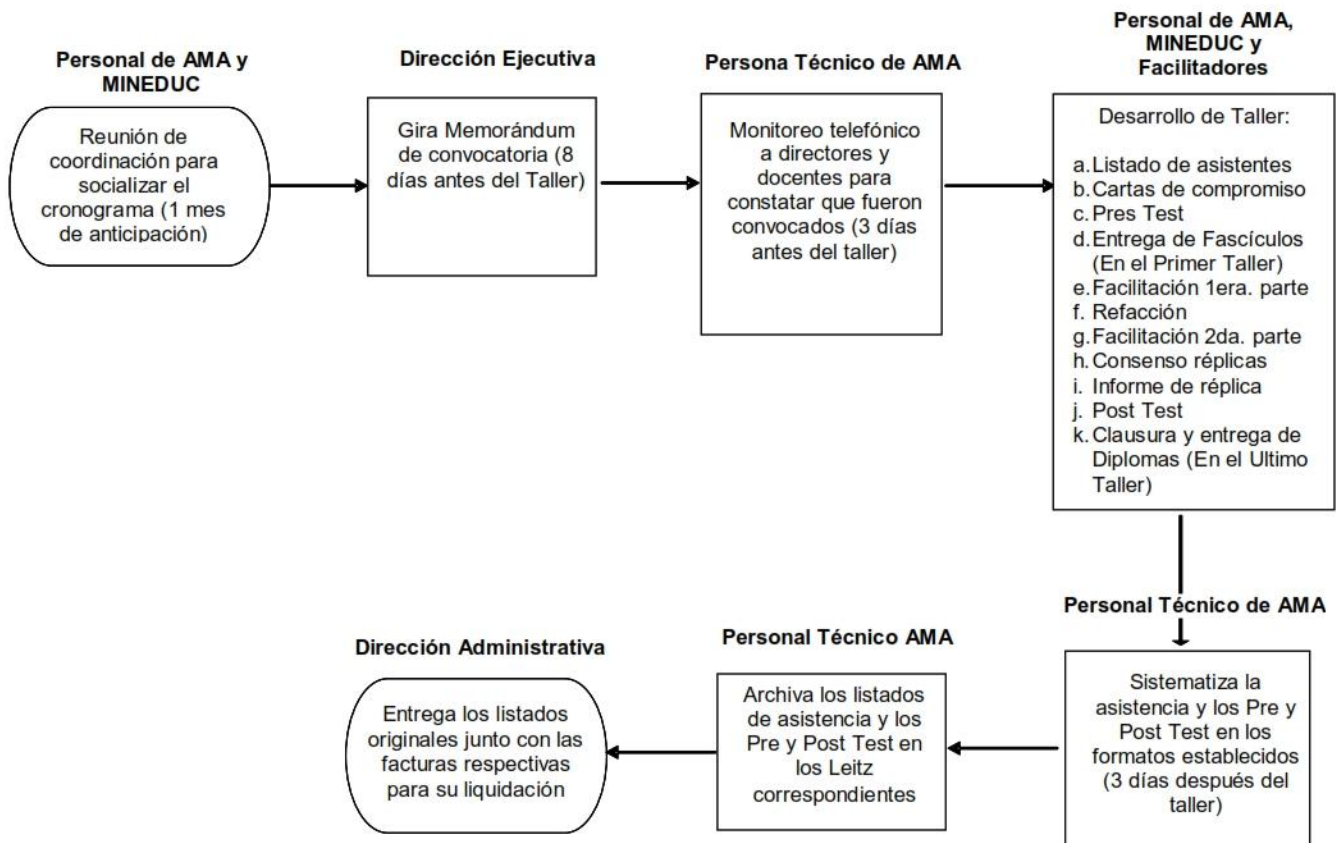 Personal de AMA y
MINEDUC
Reunión de
coordinación para
socializar el
cronograma (1 mes
de anticipación)
Dirección Ejecutiva
Gira Memorándum
de convocatoria (8
días antes del Taller)
Persona Técnico de AMA
Monitoreo telefónico
a directores y
docentes para
constatar que fueron
convocados (3 días
antes del taller)
Personal de AMA,
MINEDUC y
Facilitadores
Desarrollo de Taller:
a. Listado de asistentes
b. Cartas de compromiso
c. Pres Test
d. Entrega de Fascículos
(En el Primer Taller)
e. Facilitación 1era. parte
f. Refacción
g. Facilitación 2da. parte
h. Consenso réplicas
i. Informe de réplica
j. Post Test
k. Clausura y entrega de
Diplomas (En el Ultimo
Taller)
Personal Técnico de AMA
Sistematiza la
asistencia y los Pre y
Post Test en los
formatos establecidos
(3 días después del
taller)
Personal Técnico AMA
Archiva los listados
de asistencia y los
Pre y Post Test en
los Leitz
correspondientes
Dirección Administrativa
Entrega los listados
originales junto con las
facturas respectivas
para su liquidación